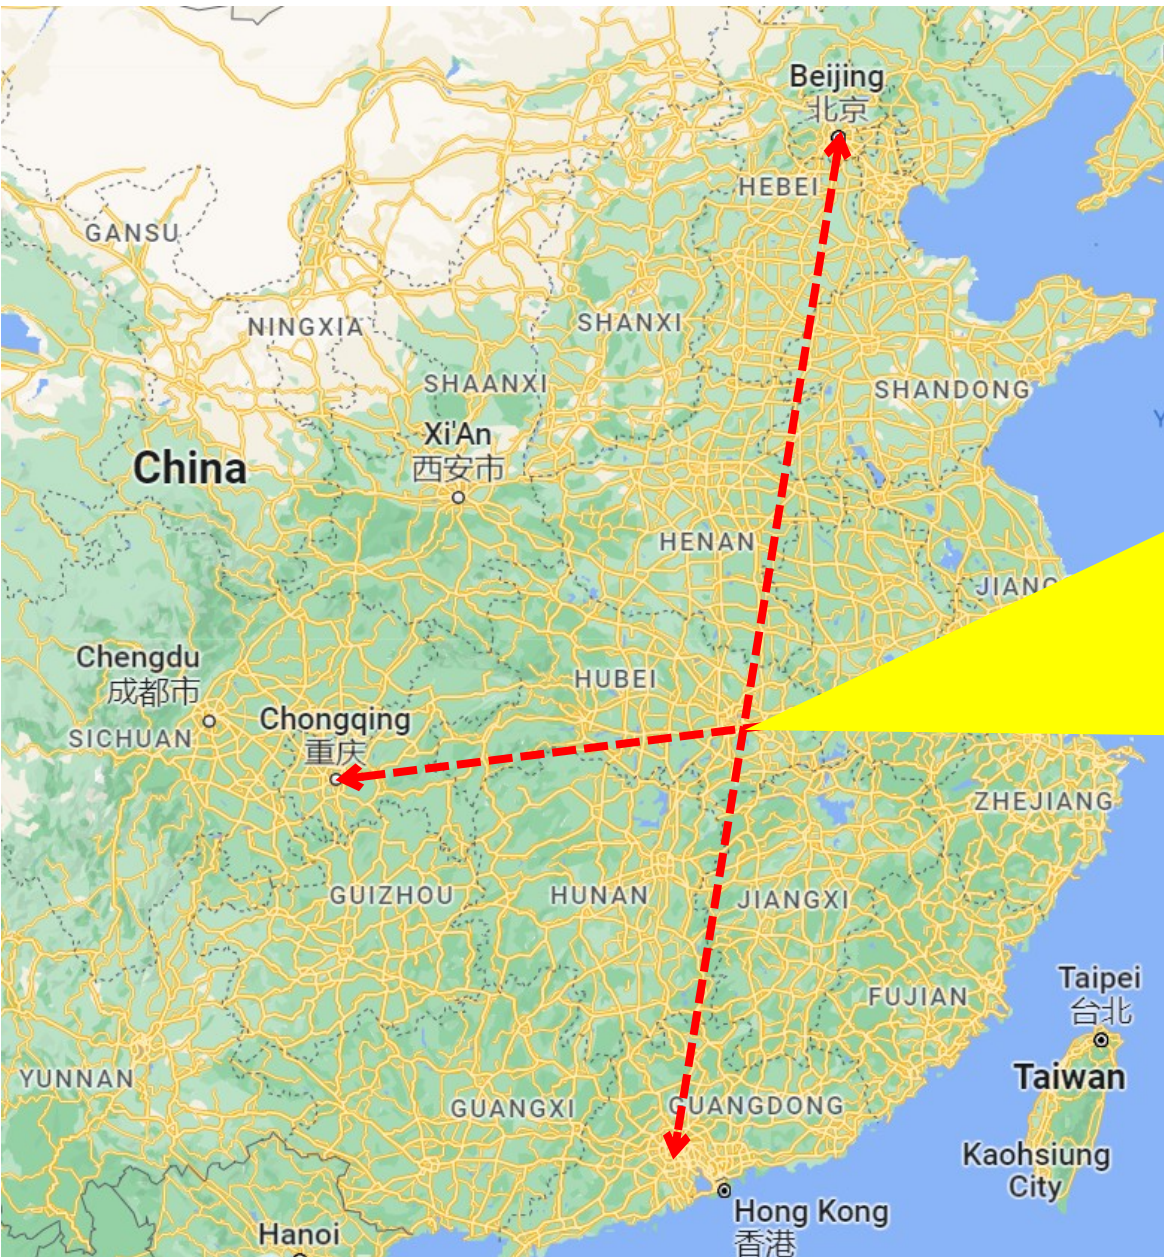 Beijing
北京
HEBEI
GANSU
NINGXIA
SHANXI
SHAANXI
SHANDONG
Xi'An
西安市
China
HENAN
JIANG
Chengdu
成都市
HUBEI
Chongqing
重庆
SICHUAN
ZHEJIANG
GUIZHOU
HUNAN
JIANGXI
Taipei
台北
FUJIAN
YUNNAN
Taiwan
GUANGXI
GUANGDONG
Kaohsiung
City
Hong Kong
香港
Hanoi